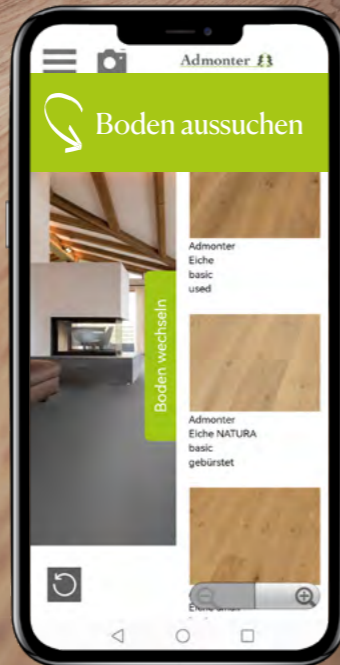 Admonter
Boden aussuchen
Boden wechseln
Admonter
Eiche
basic
used
Admonter
Eiche NATURA
basic
gebürstet